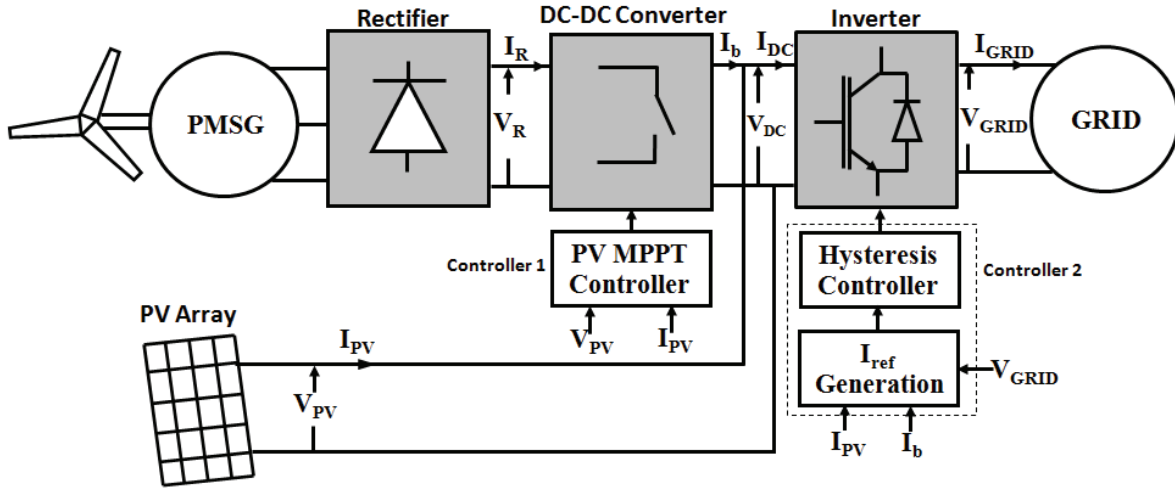 Rectifier
DC-DC Converter
Inverter
I_R
I_b
I_DC
I_GRID
PMSG
V_R
V_DC
V_GRID
GRID
Controller 1
PV MPPT
Controller
Hysteresis
Controller
Controller 2
PV Array
I_PV
V_PV
I_PV
V_PV
I_ref
Generation
V_GRID
I_PV
I_b